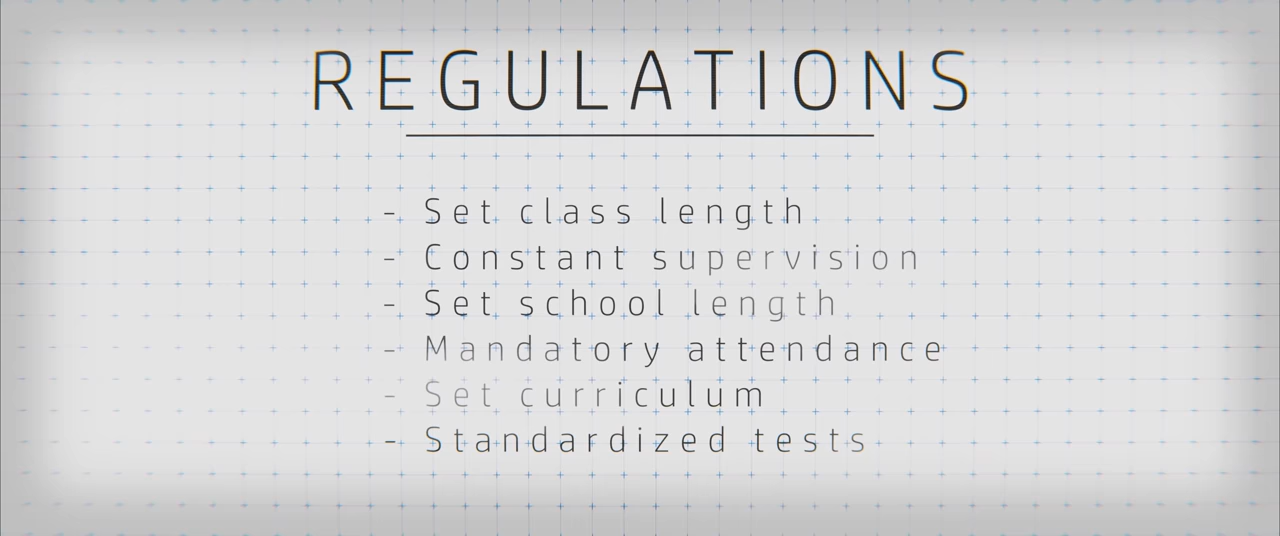 REGULATIONS
- Set class length
- Constant supervision
- Set school length
- Mandatory attendance
- Set curriculum
- Standardized tests